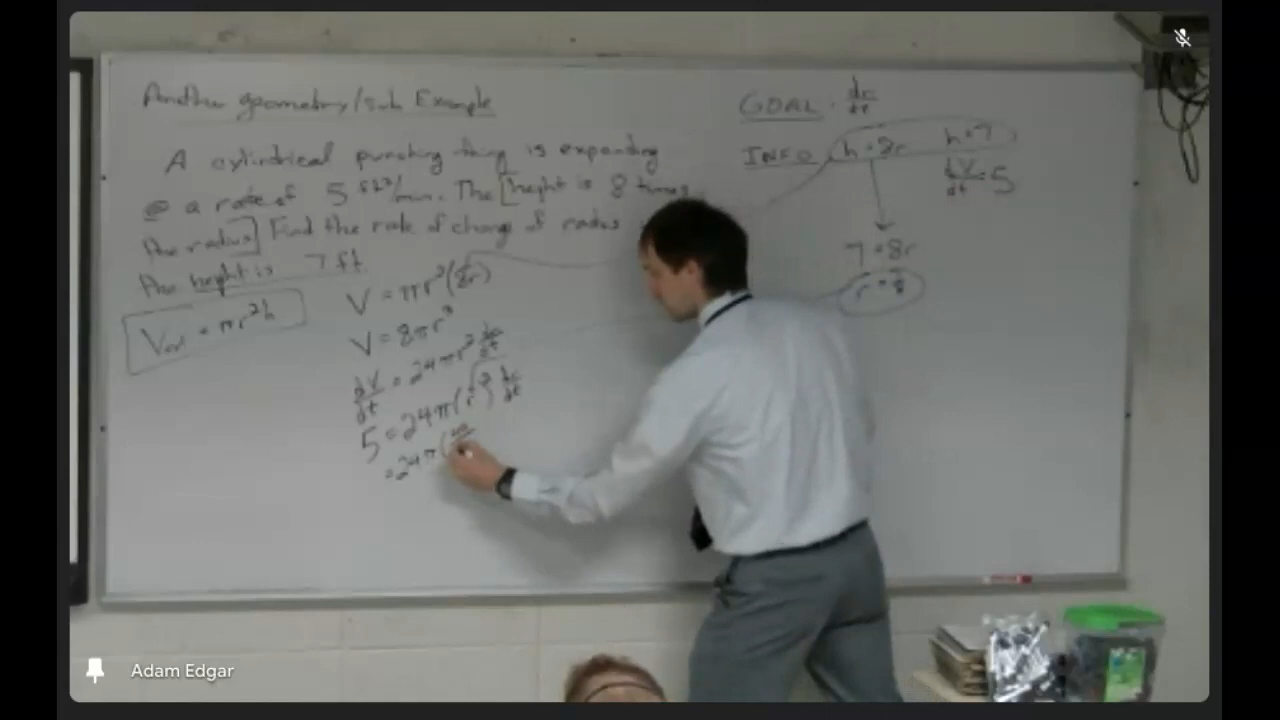 Another geometry/sub Example
A cylindrical punching thing is expanding
@ a rate of 5 ft³/min. The [height is 8 times
the radius] Find the rate of change of radius
the height is 7 ft
V = πr²(8r)
Vcyl = πr²h
V = 8πr³
dV/dt = 24πr² dr/dt
5 = 24π(r)² dr/dt
= 24π(
GOAL: dr/dt
INFO h=8r h=7
dV/dt = 5
7=8r
r=7/8
Adam Edgar